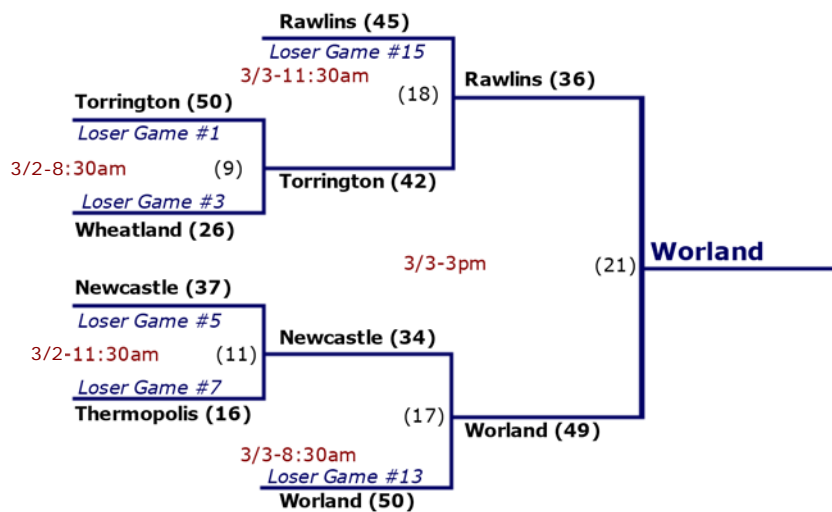 Rawlins (45)
Loser Game #15
3/3-11:30am
Rawlins (36)
(18)
Torrington (50)
Loser Game #1
3/2-8:30am
(9)
Torrington (42)
Loser Game #3
Wheatland (26)
Worland
3/3-3pm
(21)
Newcastle (37)
Loser Game #5
Newcastle (34)
3/2-11:30am
(11)
Loser Game #7
Thermopolis (16)
(17)
Worland (49)
3/3-8:30am
Loser Game #13
Worland (50)